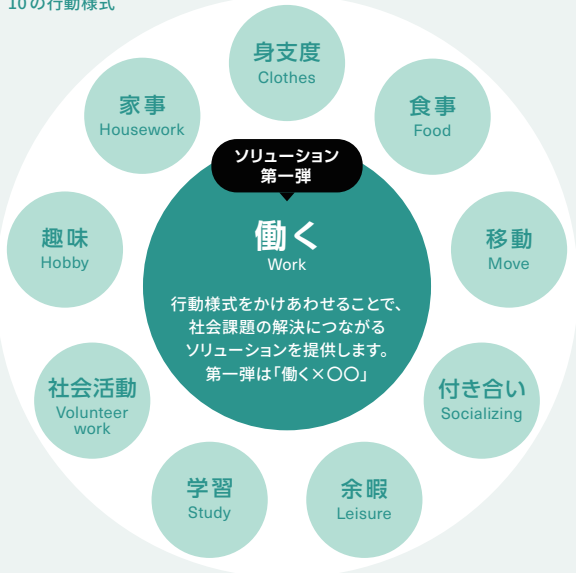 10の行動様式
身支度
Clothes
食事
Food
移動
Move
付き合い
Socializing
余暇
Leisure
学習
Study
社会活動
Volunteer
work
趣味
Hobby
家事
Housework
ソリューション
第一弾
働く
Work
行動様式をかけあわせることで、
社会課題の解決につながる
ソリューションを提供します。
第一弾は「働く×〇〇」